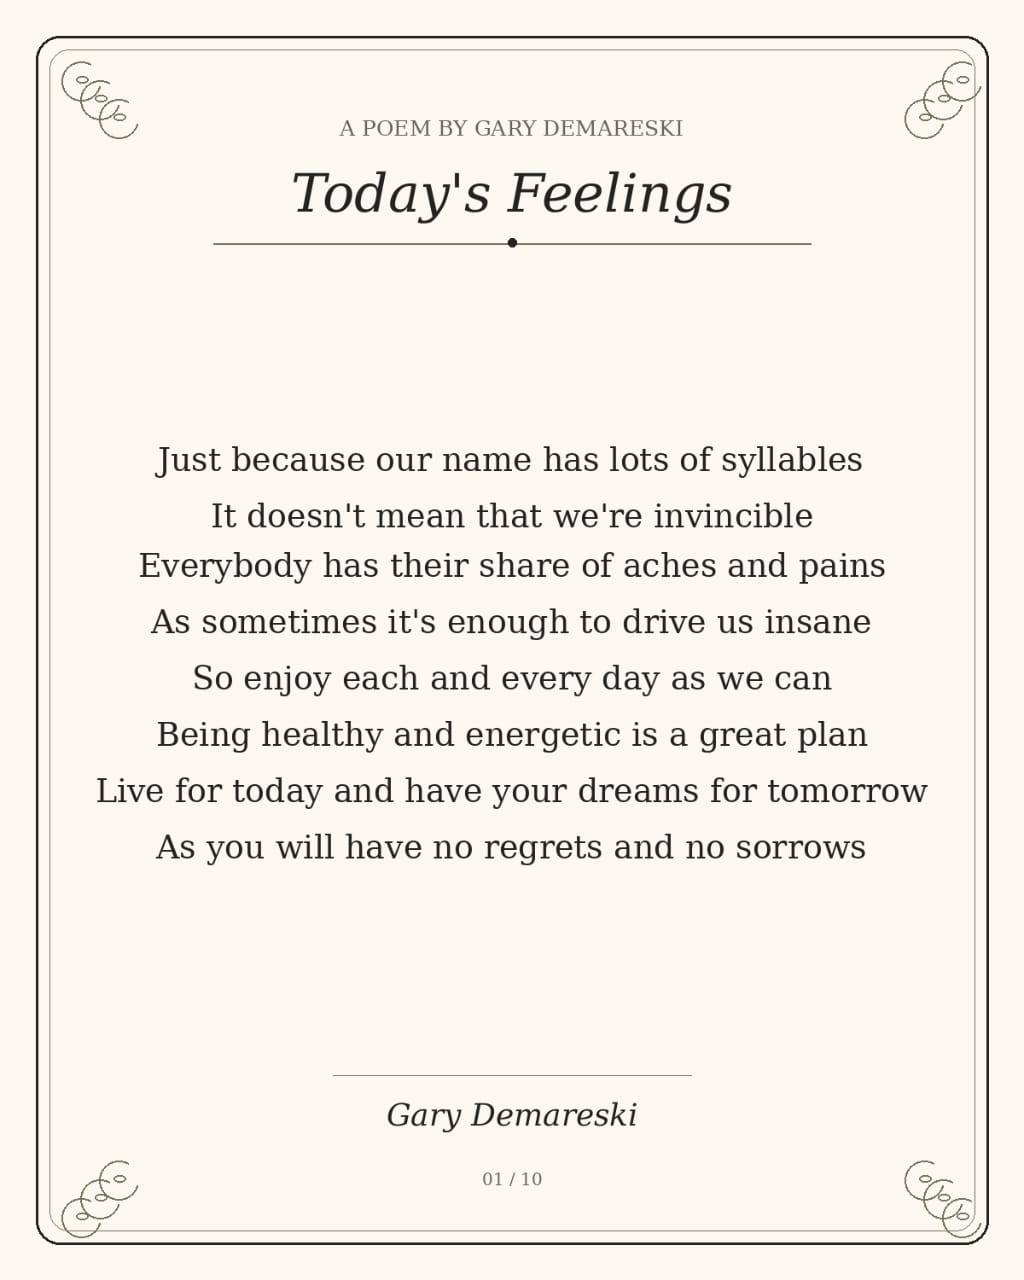 A POEM BY GARY DEMARESKI
Today's Feelings
Just because our name has lots of syllables
It doesn't mean that we're invincible
Everybody has their share of aches and pains
As sometimes it's enough to drive us insane
So enjoy each and every day as we can
Being healthy and energetic is a great plan
Live for today and have your dreams for tomorrow
As you will have no regrets and no sorrows
Gary Demareski
01 / 10